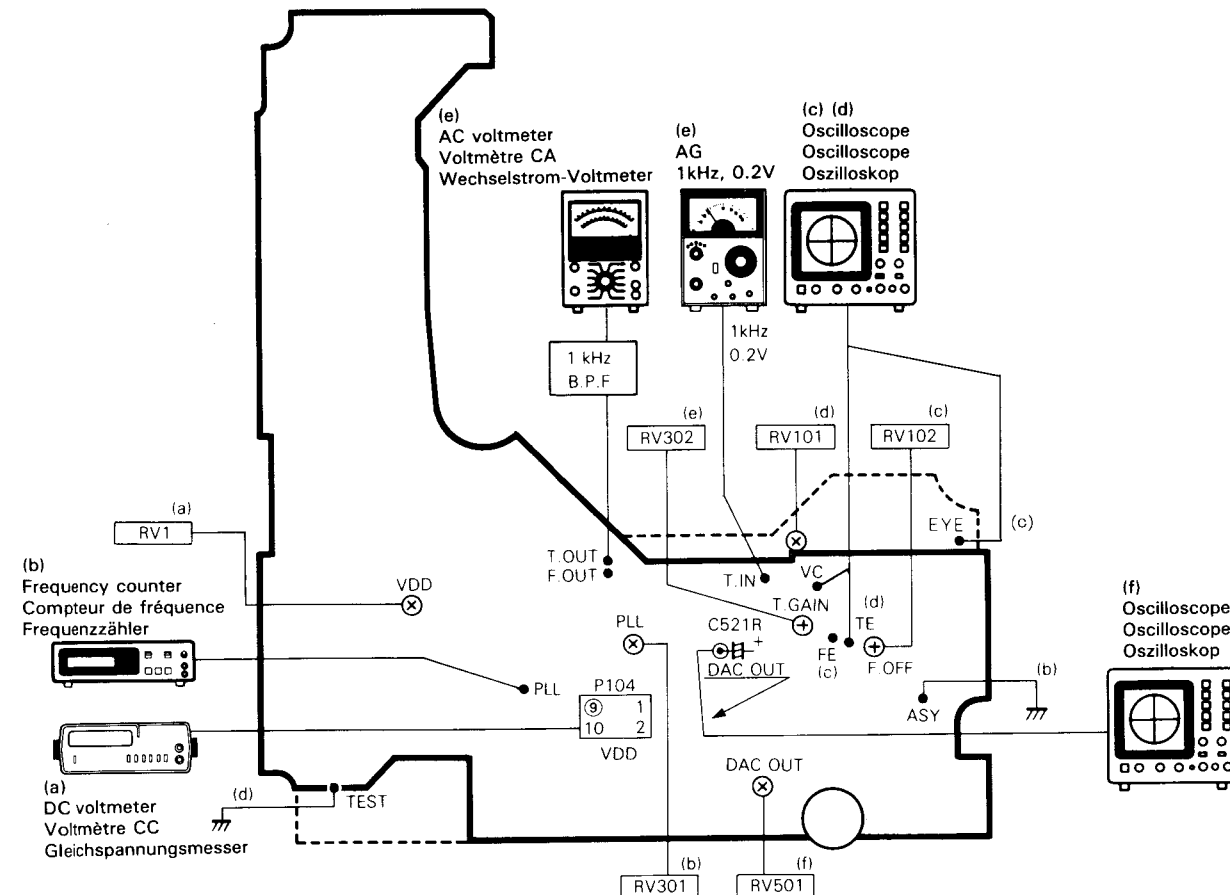 (e)
AC voltmeter
Voltmètre CA
Wechselstrom-Voltmeter
(e)
AG
1kHz, 0.2V
(c) (d)
Oscilloscope
Oscilloscope
Oszilloskop
1 kHz
B.P.F
1kHz
0.2V
(e)
RV302
(d)
RV101
(c)
RV102
(a)
RV1
EYE
(c)
(b)
Frequency counter
Compteur de fréquence
Frequenzzähler
VDD
T.OUT
F.OUT
T.IN
VC
T.GAIN
(d)
TE
PLL
C521R
+
DAC OUT
FE
(c)
F.OFF
(f)
Oscilloscope
Oscilloscope
Oszilloskop
(b)
ASY
PLL
P104
9 1
10 2
VDD
DAC OUT
(a)
DC voltmeter
Voltmètre CC
Gleichspannungsmesser
(d)
TEST
(b)
RV301
(f)
RV501